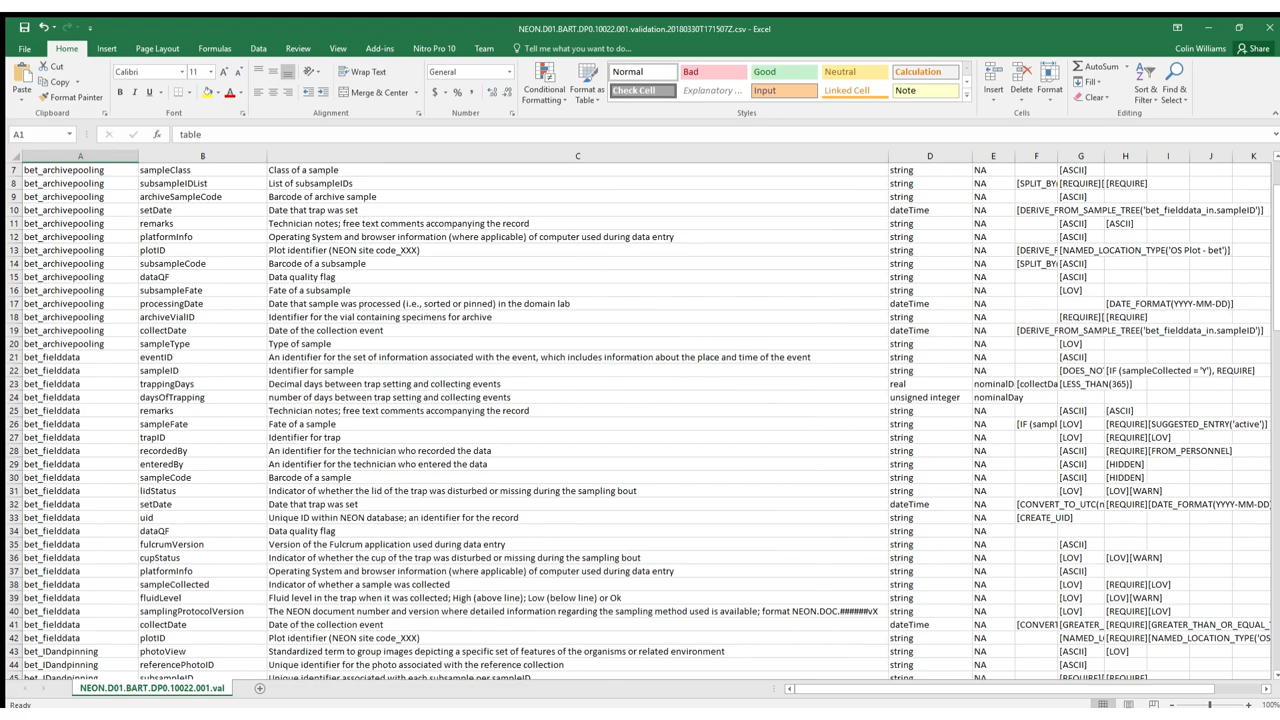 NEON.D01.BART.DP0.10022.001.validation.20180330T171507Z.csv - Excel
File Home Insert Page Layout Formulas Data Review View Add-ins Nitro Pro 10 Team Tell me what you want to do... Colin Williams Share
Paste Cut Copy Format Painter Clipboard
Calibri 11 A A B I U A Font
Wrap Text Merge & Center Alignment
General $ % , Number
Conditional Formatting Format as Table Normal Bad Good Neutral Calculation
Check Cell Explanatory ... Input Linked Cell Note Styles
Insert Delete Format Cells
AutoSum Fill Clear Sort & Filter Find & Select Editing
A1 fx table
A B C D E F G H I J K
7 bet_archivepooling sampleClass Class of a sample string NA [ASCII]
8 bet_archivepooling subsampleIDList List of subsampleIDs string NA [SPLIT_BY( [REQUIRE][ [REQUIRE]
9 bet_archivepooling archiveSampleCode Barcode of archive sample string NA [ASCII]
10 bet_archivepooling setDate Date that trap was set dateTime NA [DERIVE_FROM_SAMPLE_TREE('bet_fielddata_in.sampleID')]
11 bet_archivepooling remarks Technician notes; free text comments accompanying the record string NA [ASCII] [ASCII]
12 bet_archivepooling platformInfo Operating System and browser information (where applicable) of computer used during data entry string NA [ASCII]
13 bet_archivepooling plotID Plot identifier (NEON site code_XXX) string NA [DERIVE_F [NAMED_LOCATION_TYPE('OS Plot - bet')]
14 bet_archivepooling subsampleCode Barcode of a subsample string NA [SPLIT_BY( [ASCII]
15 bet_archivepooling dataQF Data quality flag string NA [ASCII]
16 bet_archivepooling subsampleFate Fate of a subsample string NA [LOV]
17 bet_archivepooling processingDate Date that sample was processed (i.e., sorted or pinned) in the domain lab dateTime NA [DATE_FORMAT(YYYY-MM-DD)]
18 bet_archivepooling archiveVialID Identifier for the vial containing specimens for archive string NA [REQUIRE][ [REQUIRE]
19 bet_archivepooling collectDate Date of the collection event dateTime NA [DERIVE_FROM_SAMPLE_TREE('bet_fielddata_in.sampleID')]
20 bet_archivepooling sampleType Type of sample string NA [LOV]
21 bet_fielddata eventID An identifier for the set of information associated with the event, which includes information about the place and time of the event string NA [ASCII]
22 bet_fielddata sampleID Identifier for sample string NA [DOES_NO [IF (sampleCollected = 'Y'), REQUIRE]
23 bet_fielddata trappingDays Decimal days between trap setting and collecting events real nominalD [collectDa [LESS_THAN(365)]
24 bet_fielddata daysOfTrapping number of days between trap setting and collecting events unsigned integer nominalDay
25 bet_fielddata remarks Technician notes; free text comments accompanying the record string NA [ASCII] [ASCII]
26 bet_fielddata sampleFate Fate of a sample string NA [IF (sampl [LOV] [REQUIRE][SUGGESTED_ENTRY('active')]
27 bet_fielddata trapID Identifier for trap string NA [REQUIRE] [REQUIRE][LOV]
28 bet_fielddata recordedBy An identifier for the technician who recorded the data string NA [ASCII] [REQUIRE][FROM_PERSONNEL]
29 bet_fielddata enteredBy An identifier for the technician who entered the data string NA [ASCII] [HIDDEN]
30 bet_fielddata sampleCode Barcode of a sample string NA [ASCII] [HIDDEN]
31 bet_fielddata lidStatus Indicator of whether the lid of the trap was disturbed or missing during the sampling bout string NA [LOV] [LOV][WARN]
32 bet_fielddata setDate Date that trap was set dateTime NA [CONVERT_TO_UTC(n [REQUIRE][DATE_FORMAT(YYYY-MM-DD)
33 bet_fielddata uid Unique ID within NEON database; an identifier for the record string NA [CREATE_UID]
34 bet_fielddata dataQF Data quality flag string NA
35 bet_fielddata fulcrumVersion Version of the Fulcrum application used during data entry string NA [ASCII]
36 bet_fielddata cupStatus Indicator of whether the cup of the trap was disturbed or missing during the sampling bout string NA [LOV] [LOV][WARN]
37 bet_fielddata platformInfo Operating System and browser information (where applicable) of computer used during data entry string NA [ASCII]
38 bet_fielddata sampleCollected Indicator of whether a sample was collected string NA [LOV] [REQUIRE][LOV]
39 bet_fielddata fluidLevel Fluid level in the trap when it was collected; High (above line); Low (below line) or Ok string NA [LOV] [REQUIRE][LOV]
40 bet_fielddata samplingProtocolVersion The NEON document number and version where detailed information regarding the sampling method used is available; format NEON.DOC.######vX string NA [LOV] [REQUIRE][LOV]
41 bet_fielddata collectDate Date of the collection event dateTime NA [CONVERT [GREATER_ [REQUIRE][GREATER_THAN_OR_EQUAL_
42 bet_fielddata plotID Plot identifier (NEON site code_XXX) string NA [NAMED_L( [REQUIRE][NAMED_LOCATION_TYPE('OS
43 bet_IDandpinning photoView Standardized term to group images depicting a specific set of features of the organisms or related environment string NA [ASCII] [LOV]
44 bet_IDandpinning referencePhotoID Unique identifier for the photo associated with the reference collection string NA [ASCII]
45 bet_IDandpinning subsampleID Unique identifier associated with each subsample per sampleID string NA
NEON.D01.BART.DP0.10022.001.val
Ready 100%